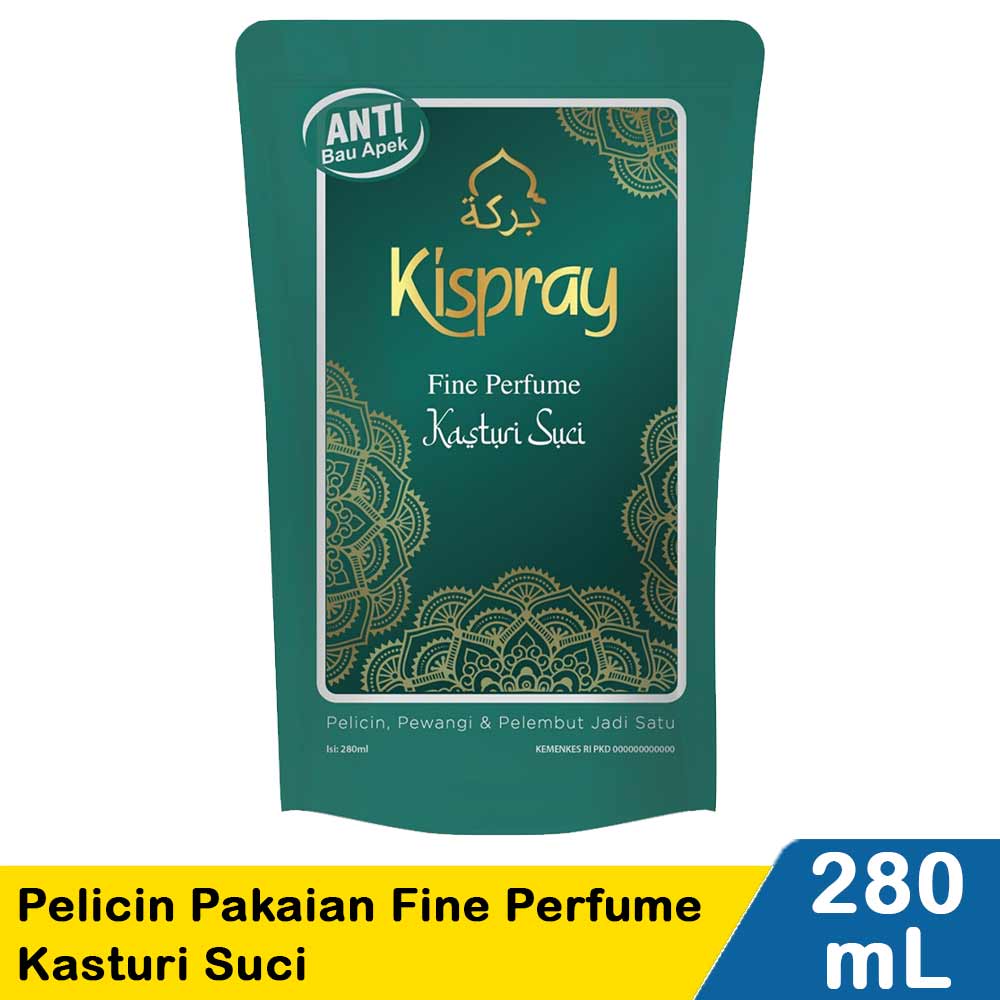 ANTI
Bau Apek
بركة
Kispray
Fine Perfume
Kasturi Suci
Pelicin, Pewangi & Pelembut Jadi Satu
Isi: 280ml
KEMENKES RI PKD 000000000000
Pelicin Pakaian Fine Perfume
Kasturi Suci
280
mL